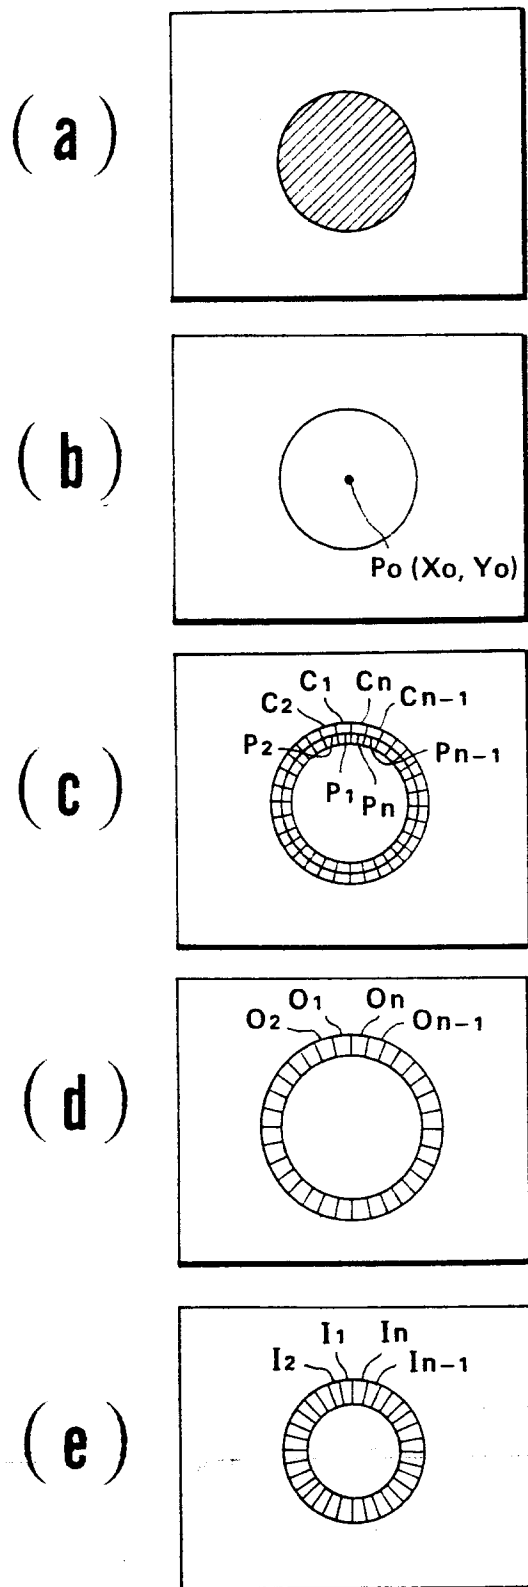 (a)
(b)
Po (Xo, Yo)
(c)
C1 Cn
C2 Cn-1
P2 Pn-1
P1 Pn
(d)
O1 On
O2 On-1
(e)
I1 In
I2 In-1